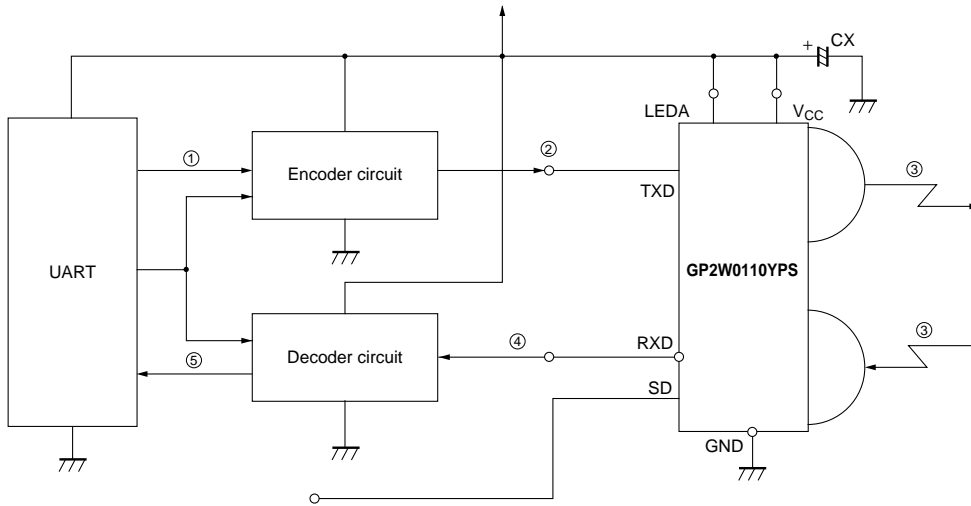 + CX
LEDA
VCC
①
②
③
Encoder circuit
TXD
UART
GP2W0110YPS
③
④
⑤
Decoder circuit
RXD
SD
GND